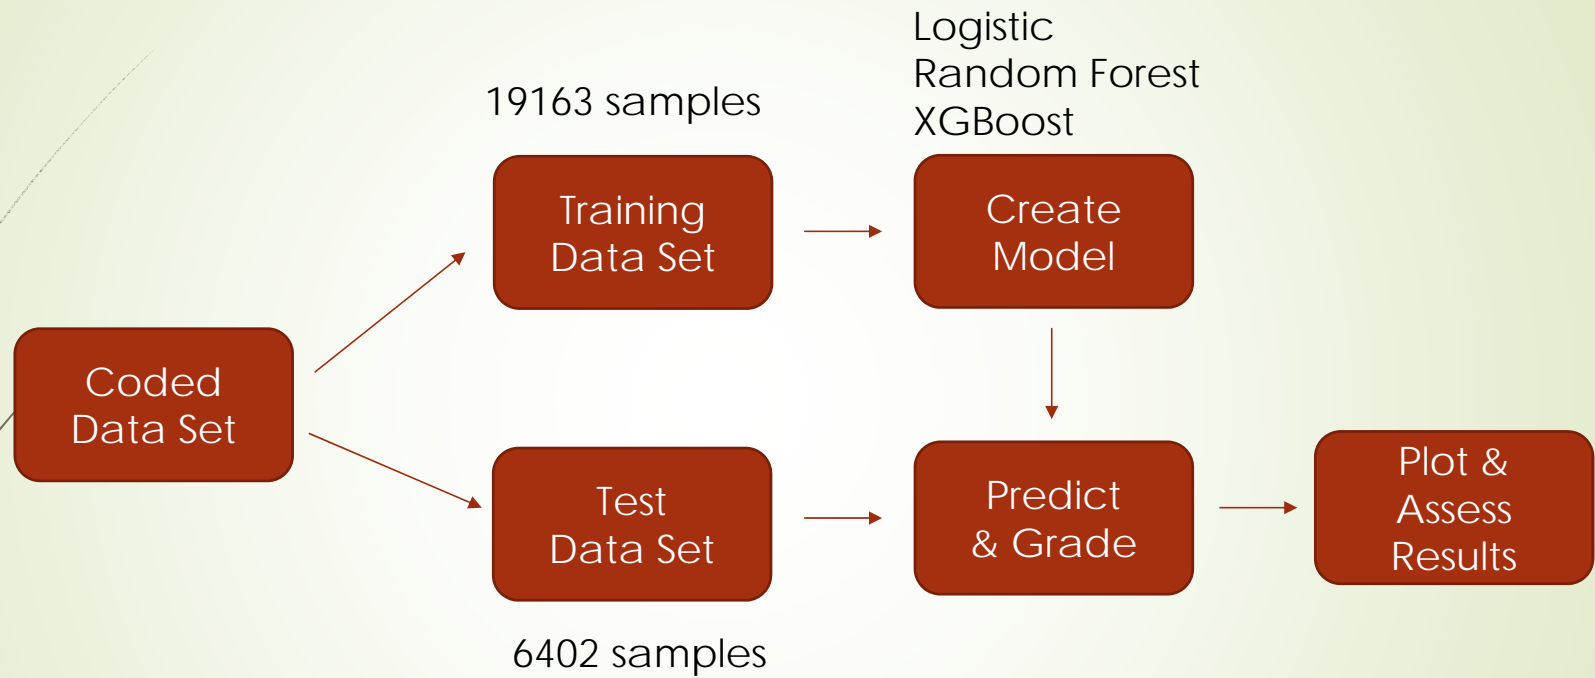 Logistic
Random Forest
XGBoost
19163 samples
Training
Data Set
Create
Model
Coded
Data Set
Test
Data Set
Predict
& Grade
Plot &
Assess
Results
6402 samples